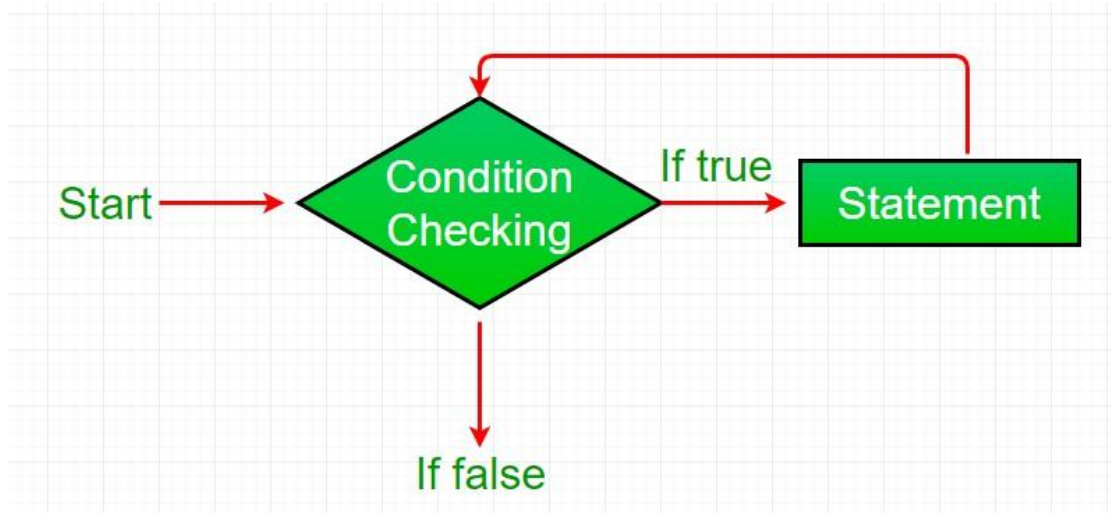 Start
Condition
Checking
If true
Statement
If false